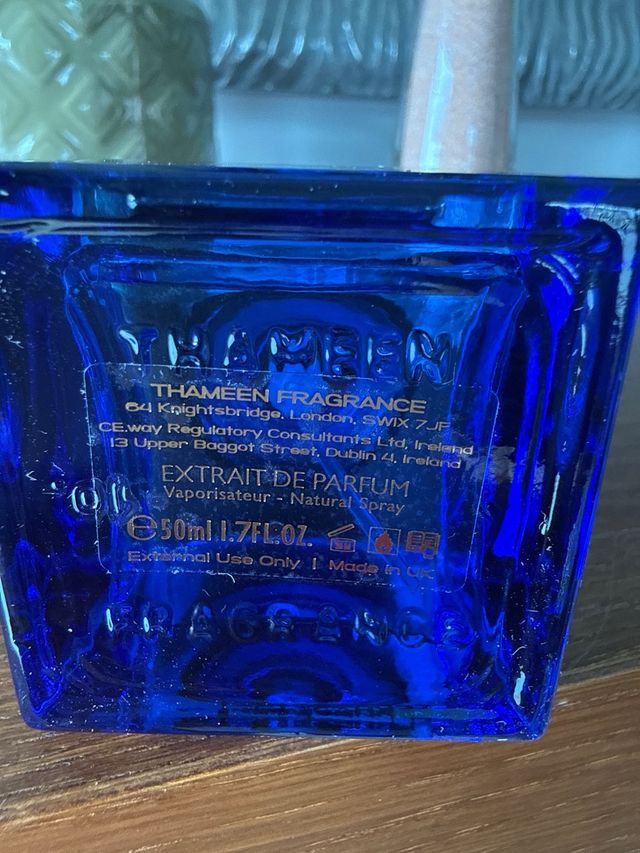 THAMEEN
THAMEEN FRAGRANCE
64 Knightsbridge, London, SW1X 7JF
CE.way Regulatory Consultants Ltd, Ireland
13 Upper Baggot Street, Dublin 4, Ireland
EXTRAIT DE PARFUM
Vaporisateur - Natural Spray
℮50ml 1.7FL.OZ.
External Use Only | Made in UK
FRAGRANCE